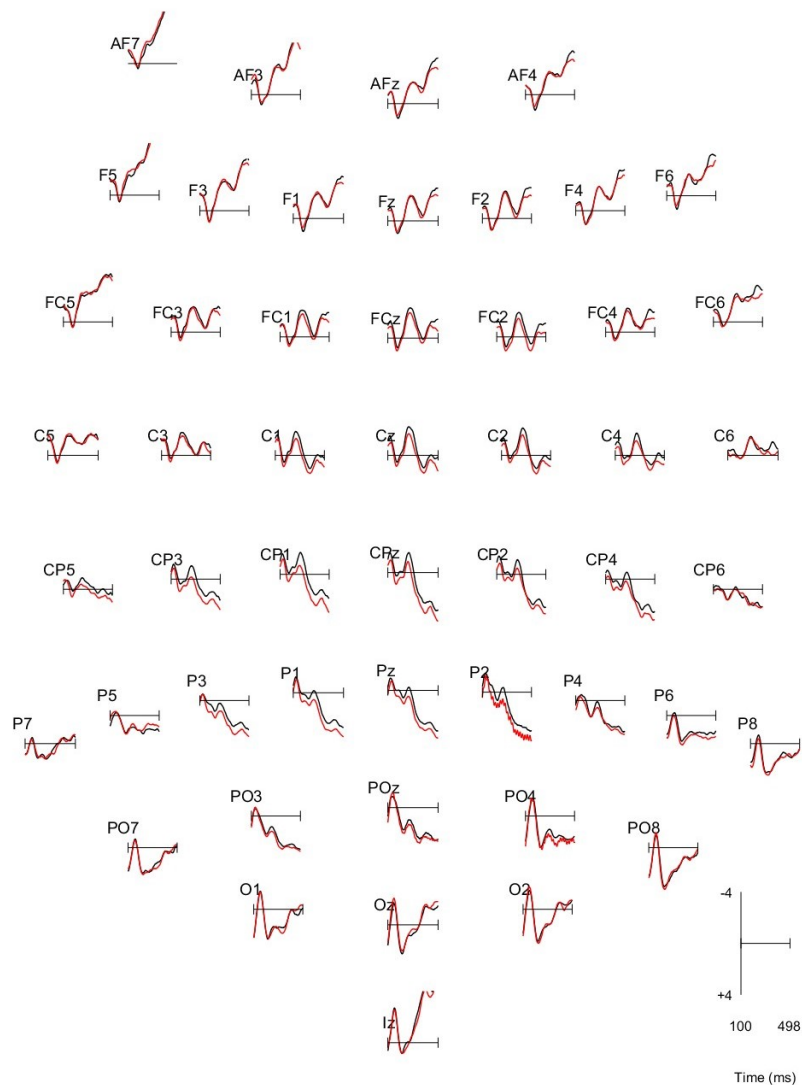 AF7
AF3 AFz AF4
F5 F3 F1 Fz F2 F4 F6
FC5 FC3 FC1 FCz FC2 FC4 FC6
C5 C3 C1 Cz C2 C4 C6
CP5 CP3 CP1 CPz CP2 CP4 CP6
P7 P5 P3 P1 Pz P2 P4 P6 P8
PO7 PO3 POz PO4 PO8
O1 Oz O2
Iz
-4
+4
100 498
Time (ms)